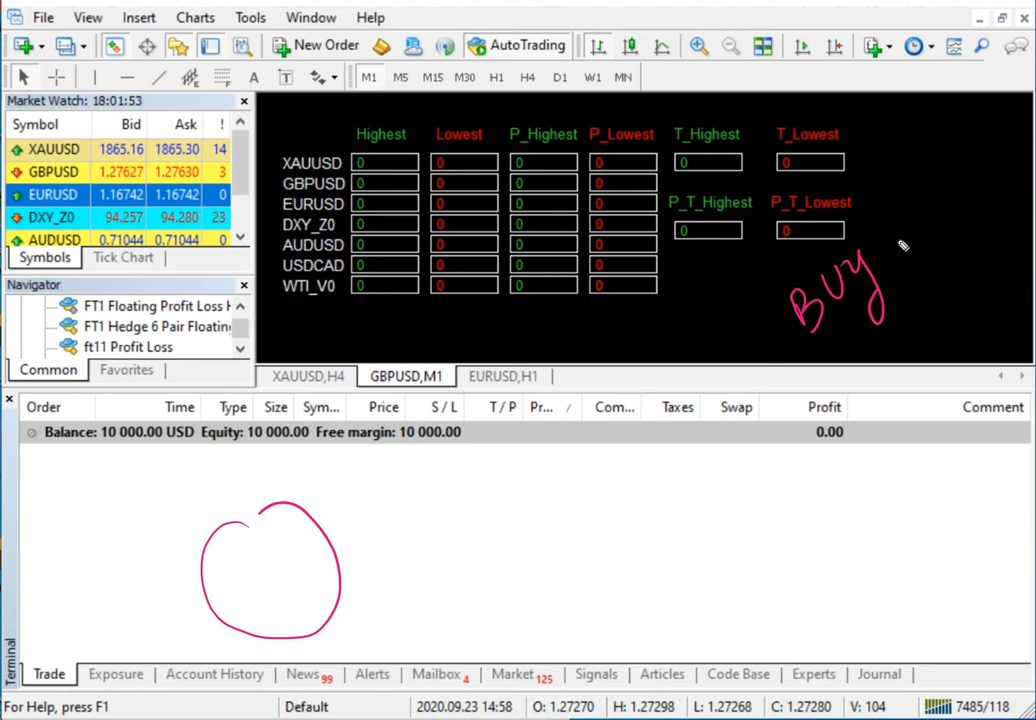 File View Insert Charts Tools Window Help
New Order AutoTrading
A T M1 M5 M15 M30 H1 H4 D1 W1 MN
Market Watch: 18:01:53
Symbol Bid Ask !
XAUUSD 1865.16 1865.30 14
GBPUSD 1.27627 1.27630 3
EURUSD 1.16742 1.16742 0
DXY_Z0 94.257 94.280 23
AUDUSD 0.71044 0.71044 0
Symbols Tick Chart
Navigator
FT1 Floating Profit Loss H
FT1 Hedge 6 Pair Floating
ft11 Profit Loss
Common Favorites
Highest Lowest P_Highest P_Lowest T_Highest T_Lowest
XAUUSD 0 0 0 0 0 0
GBPUSD 0 0 0 0
EURUSD 0 0 0 0 P_T_Highest P_T_Lowest
DXY_Z0 0 0 0 0 0 0
AUDUSD 0 0 0 0
USDCAD 0 0 0 0
WTI_V0 0 0 0 0
BUY
XAUUSD,H4 GBPUSD,M1 EURUSD,H1
Order Time Type Size Sym... Price S / L T / P Pr... / Com... Taxes Swap Profit Comment
Balance: 10 000.00 USD Equity: 10 000.00 Free margin: 10 000.00 0.00
Terminal
Trade Exposure Account History News 99 Alerts Mailbox 4 Market 125 Signals Articles Code Base Experts Journal
For Help, press F1 Default 2020.09.23 14:58 O: 1.27270 H: 1.27298 L: 1.27268 C: 1.27280 V: 104 7485/118